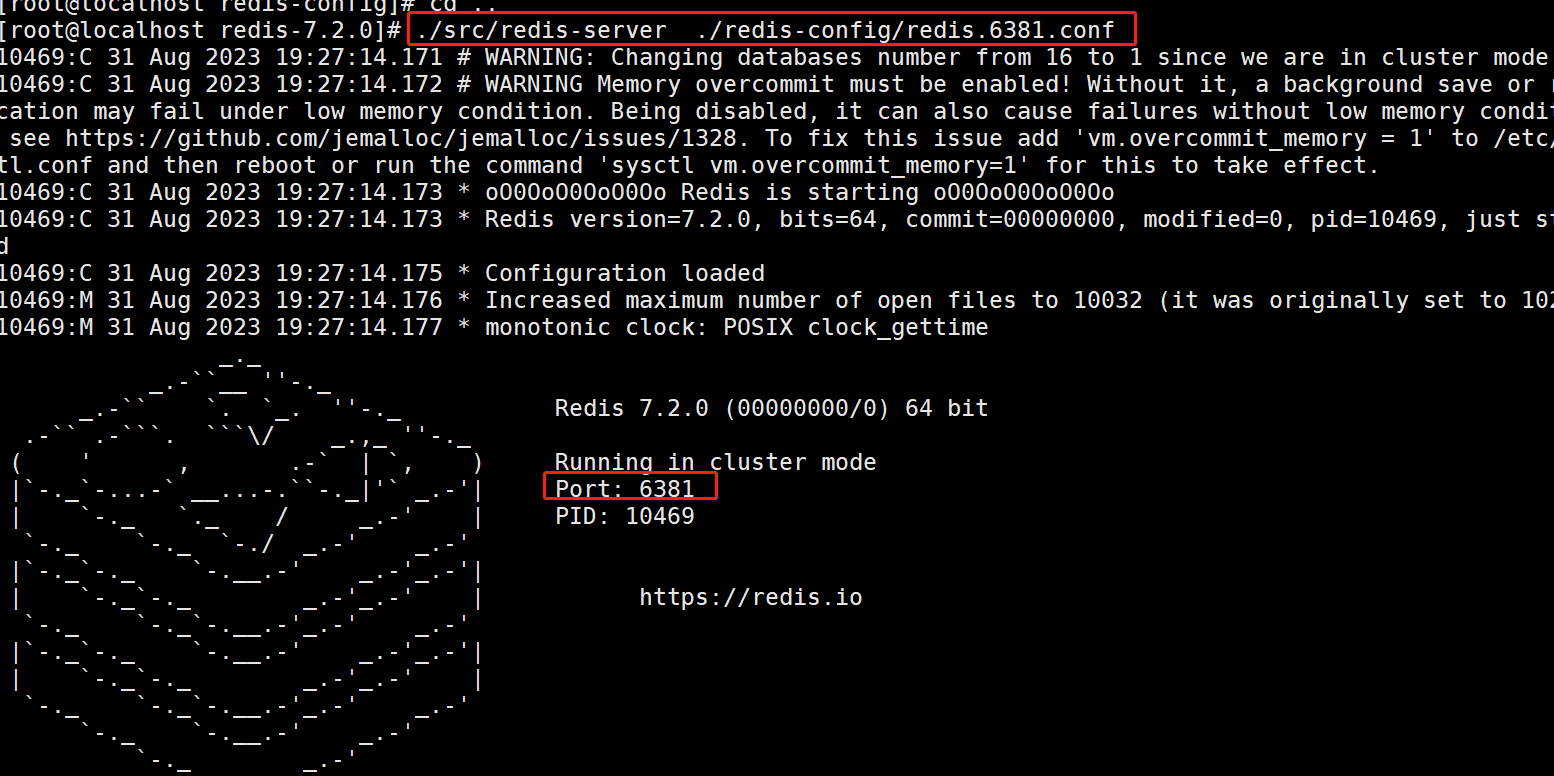 [root@localhost redis-config]# cd ..
[root@localhost redis-7.2.0]# ./src/redis-server  ./redis-config/redis.6381.conf
10469:C 31 Aug 2023 19:27:14.171 # WARNING: Changing databases number from 16 to 1 since we are in cluster mode
10469:C 31 Aug 2023 19:27:14.172 # WARNING Memory overcommit must be enabled! Without it, a background save or r
cation may fail under low memory condition. Being disabled, it can also cause failures without low memory condit
 see https://github.com/jemalloc/jemalloc/issues/1328. To fix this issue add 'vm.overcommit_memory = 1' to /etc/
tl.conf and then reboot or run the command 'sysctl vm.overcommit_memory=1' for this to take effect.
10469:C 31 Aug 2023 19:27:14.173 * oO0OoO0OoO0Oo Redis is starting oO0OoO0OoO0Oo
10469:C 31 Aug 2023 19:27:14.173 * Redis version=7.2.0, bits=64, commit=00000000, modified=0, pid=10469, just st
d
10469:C 31 Aug 2023 19:27:14.175 * Configuration loaded
10469:M 31 Aug 2023 19:27:14.176 * Increased maximum number of open files to 10032 (it was originally set to 102
10469:M 31 Aug 2023 19:27:14.177 * monotonic clock: POSIX clock_gettime
Redis 7.2.0 (00000000/0) 64 bit
Running in cluster mode
Port: 6381
PID: 10469
https://redis.io